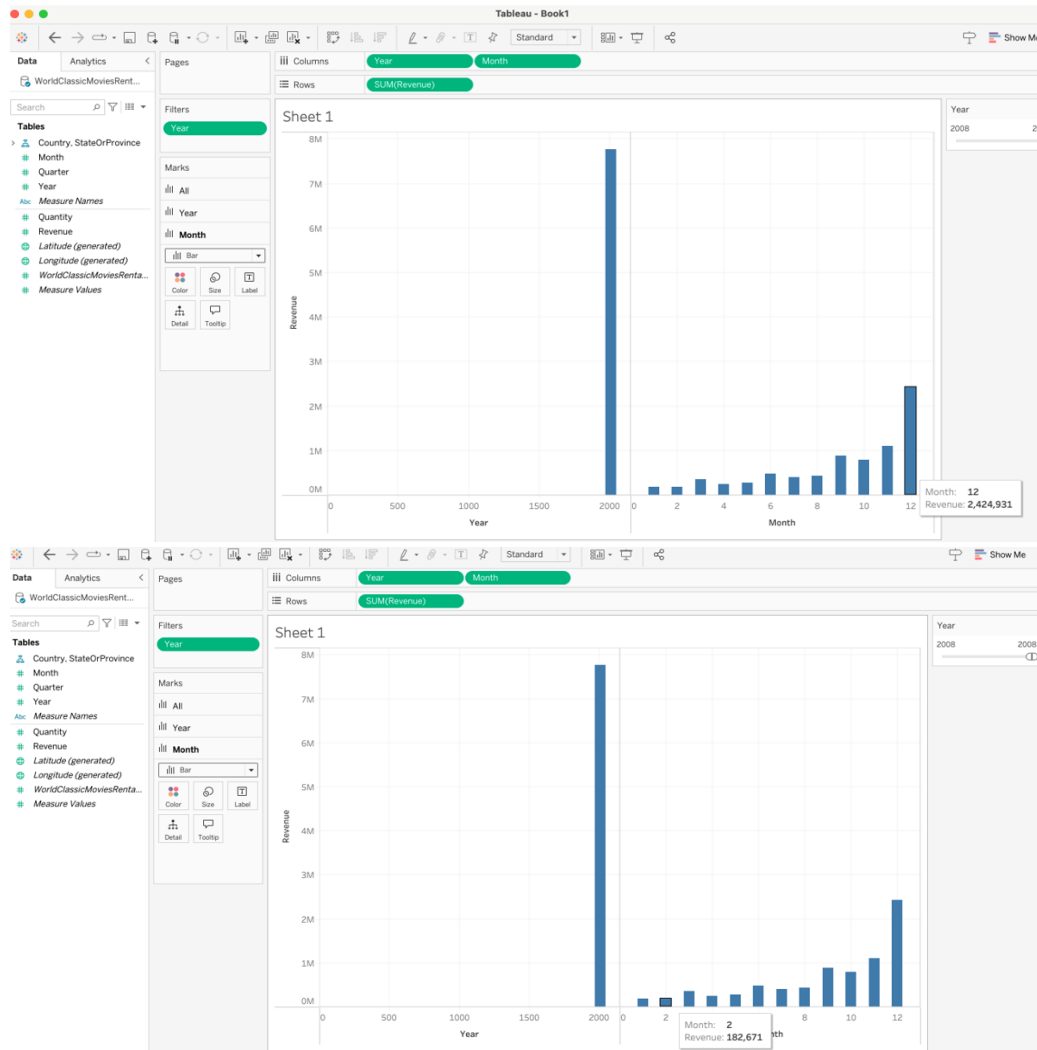 Tableau - Book1
Standard
Show Me
Data Analytics
Pages
Columns Year Month
WorldClassicMoviesRent...
Rows SUM(Revenue)
Search
Filters
Year
Tables
Country, StateOrProvince
Month
Quarter
Year
Abc Measure Names
Quantity
Revenue
Latitude (generated)
Longitude (generated)
WorldClassicMoviesRenta...
Measure Values
Marks
All
Year
Month
Bar
Color Size Label
Detail Tooltip
Sheet 1
8M
7M
6M
5M
4M
3M
2M
1M
0M
Revenue
0 500 1000 1500 2000 0 2 4 6 8 10 12
Year Month
Month: 12
Revenue: 2,424,931
Year
2008
Standard
Show Me
Data Analytics
Pages
Columns Year Month
WorldClassicMoviesRent...
Rows SUM(Revenue)
Search
Filters
Year
Tables
Country, StateOrProvince
Month
Quarter
Year
Abc Measure Names
Quantity
Revenue
Latitude (generated)
Longitude (generated)
WorldClassicMoviesRenta...
Measure Values
Marks
All
Year
Month
Bar
Color Size Label
Detail Tooltip
Sheet 1
8M
7M
6M
5M
4M
3M
2M
1M
0M
Revenue
0 500 1000 1500 2000 0 2 8 10 12
Year
Month: 2
Revenue: 182,671
Year
2008 2008